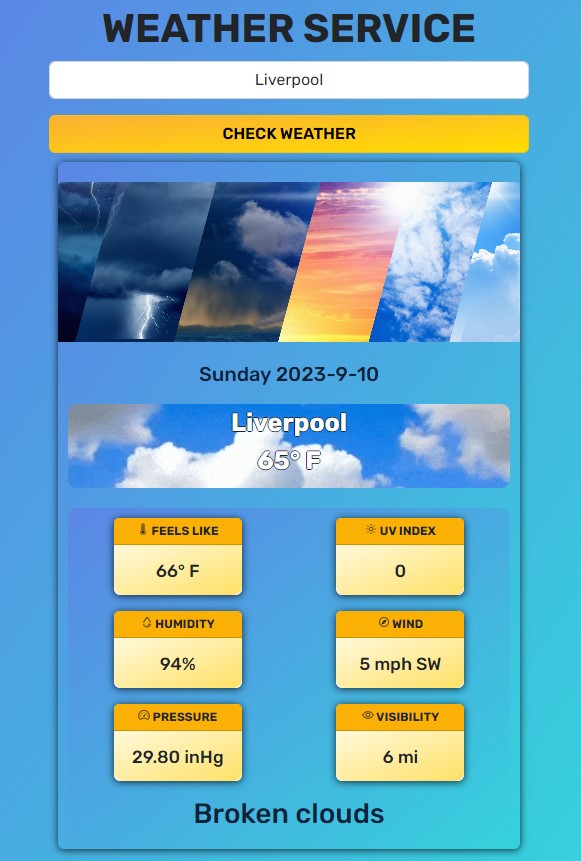 WEATHER SERVICE
Liverpool
CHECK WEATHER
Sunday 2023-9-10
Liverpool
65° F
FEELS LIKE
UV INDEX
66° F
0
HUMIDITY
WIND
94%
5 mph SW
PRESSURE
VISIBILITY
29.80 inHg
6 mi
Broken clouds